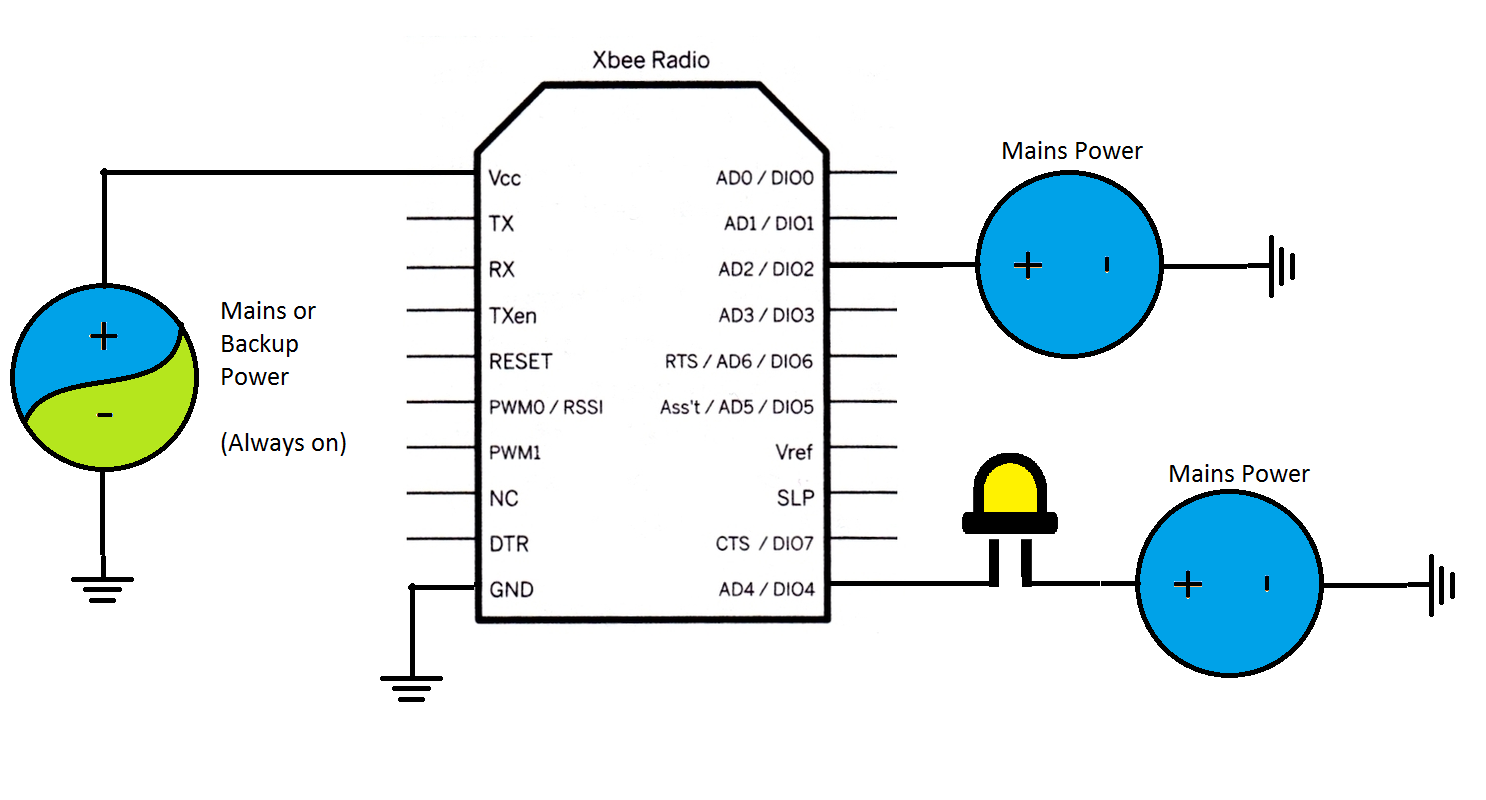 Xbee Radio
Vcc
TX
RX
TXen
RESET
PWM0 / RSSI
PWM1
NC
DTR
GND
AD0 / DIO0
AD1 / DIO1
AD2 / DIO2
AD3 / DIO3
RTS / AD6 / DIO6
Ass't / AD5 / DIO5
Vref
SLP
CTS / DIO7
AD4 / DIO4
Mains or
Backup
Power
(Always on)
+
-
Mains Power
+ -
Mains Power
+ -